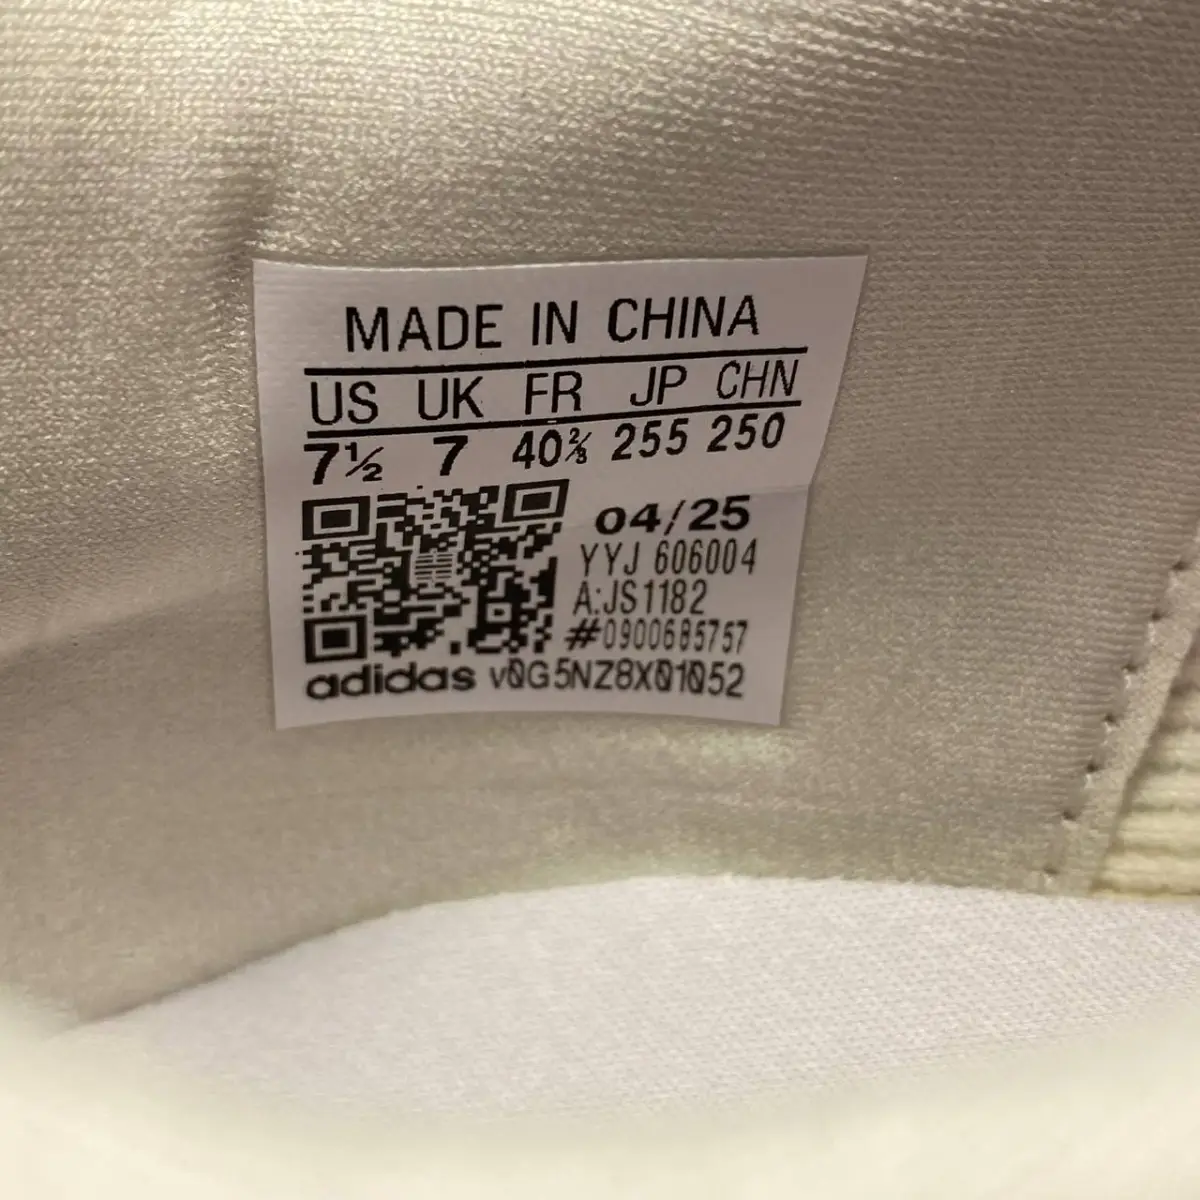 MADE IN CHINA
US UK FR JP CHN
7½ 7 40⅔ 255 250
04/25
YYJ 606004
A:JS1182
#0900685757
adidas v0G5NZ8X01052